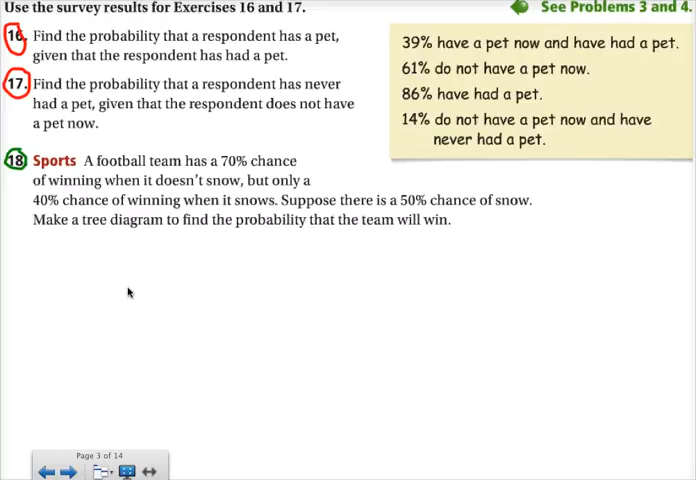 Use the survey results for Exercises 16 and 17.
See Problems 3 and 4.
16. Find the probability that a respondent has a pet,
given that the respondent has had a pet.
17. Find the probability that a respondent has never
had a pet, given that the respondent does not have
a pet now.
39% have a pet now and have had a pet.
61% do not have a pet now.
86% have had a pet.
14% do not have a pet now and have
never had a pet.
18 Sports A football team has a 70% chance
of winning when it doesn't snow, but only a
40% chance of winning when it snows. Suppose there is a 50% chance of snow.
Make a tree diagram to find the probability that the team will win.
Page 3 of 14